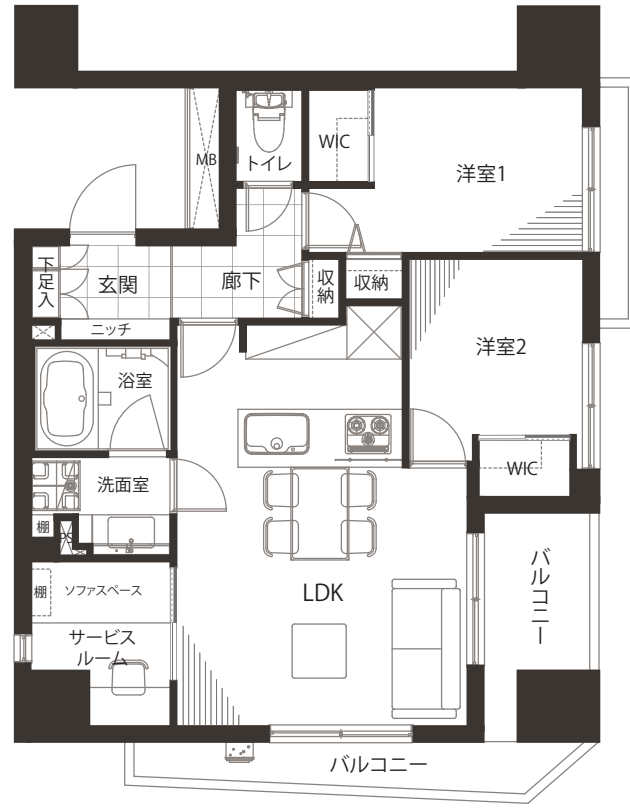 WIC
MB
トイレ
洋室1
下足入
玄関
廊下
収納
収納
ニッチ
洋室2
浴室
洗面室
WIC
棚
PS
バルコニー
棚
ソファスペース
LDK
サービス
ルーム
バルコニー